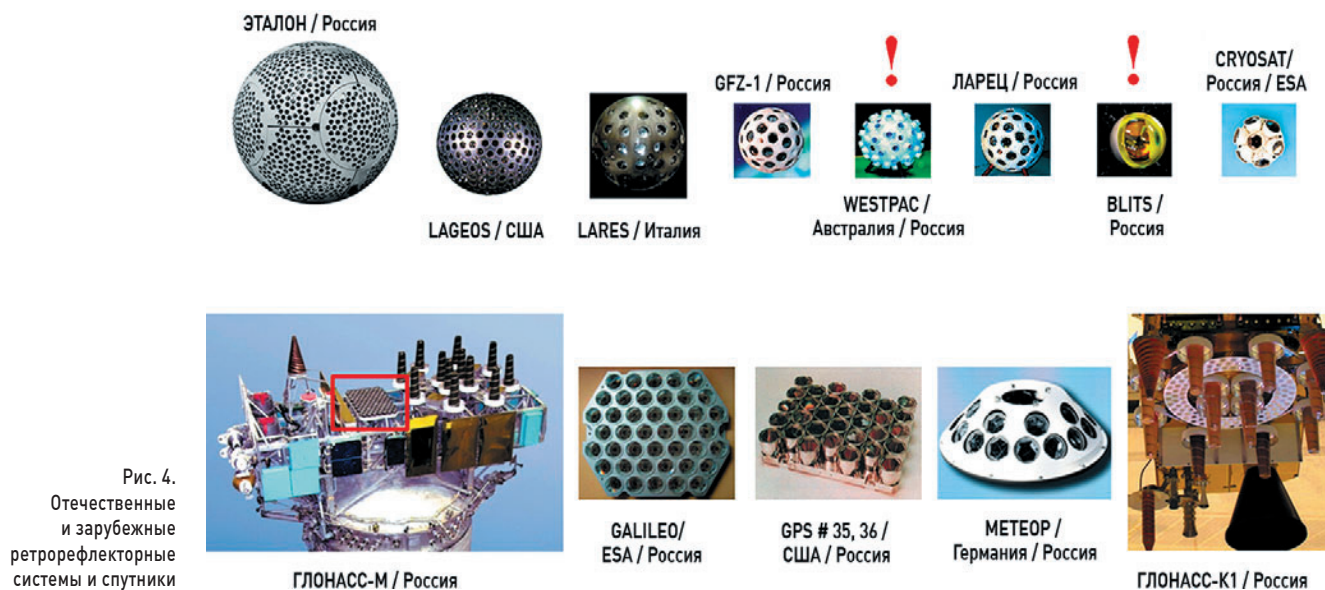 ЭТАЛОН / Россия
LAGEOS / США
LARES / Италия
GFZ-1 / Россия
!
WESTPAC /
Австралия / Россия
ЛАРЕЦ / Россия
!
BLITS /
Россия
CRYOSAT/
Россия / ESA
Рис. 4.
Отечественные
и зарубежные
ретрорефлекторные
системы и спутники
ГЛОНАСС-М / Россия
GALILEO/
ESA / Россия
GPS # 35, 36 /
США / Россия
МЕТЕОР /
Германия / Россия
ГЛОНАСС-К1 / Россия